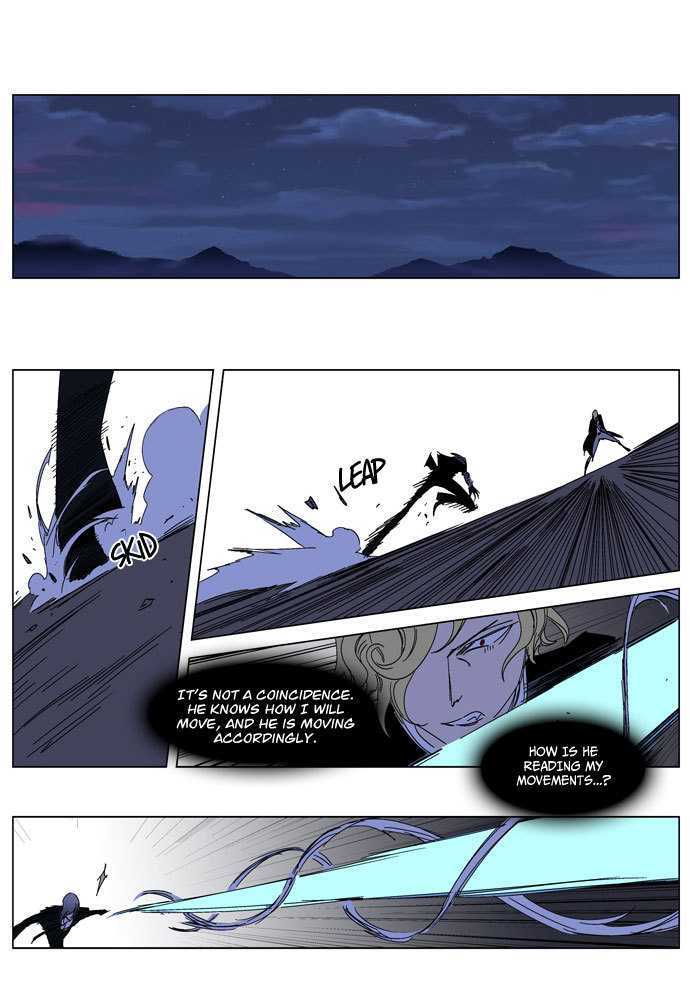 SKID
LEAP
IT'S NOT A COINCIDENCE.
HE KNOWS HOW I WILL
MOVE, AND HE IS MOVING
ACCORDINGLY.
HOW IS HE
READING MY
MOVEMENTS...?